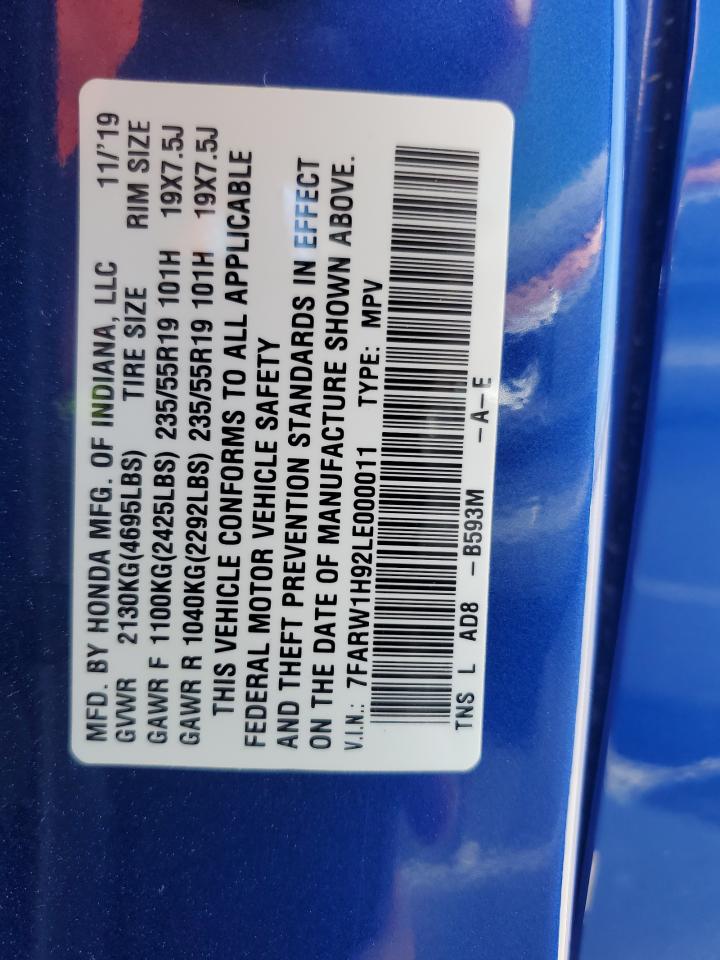 MFD. BY HONDA MFG. OF INDIANA, LLC 11/'19
GVWR 2130KG(4695LBS) TIRE SIZE RIM SIZE
GAWR F 1100KG(2425LBS) 235/55R19 101H 19X7.5J
GAWR R 1040KG(2292LBS) 235/55R19 101H 19X7.5J
THIS VEHICLE CONFORMS TO ALL APPLICABLE
FEDERAL MOTOR VEHICLE SAFETY
AND THEFT PREVENTION STANDARDS IN EFFECT
ON THE DATE OF MANUFACTURE SHOWN ABOVE.
V.I.N.: 7FARW1H92LE000011 TYPE: MPV
TNS L AD8 -B593M -A-E